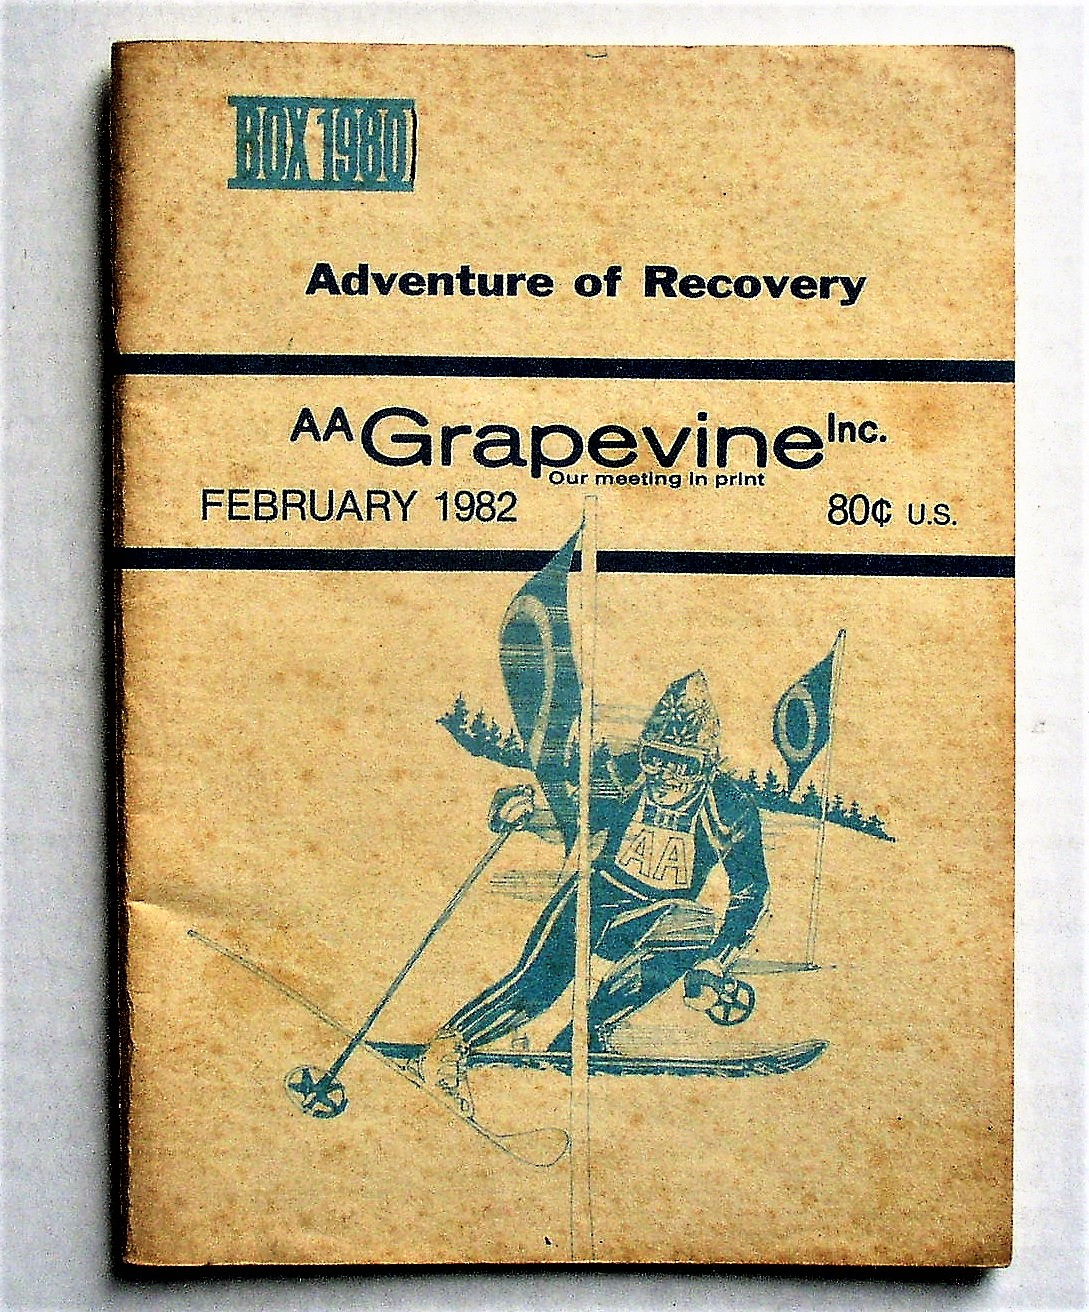 BOX 1980
Adventure of Recovery
AA Grapevine Inc.
Our meeting in print
FEBRUARY 1982 80¢ U.S.
AA